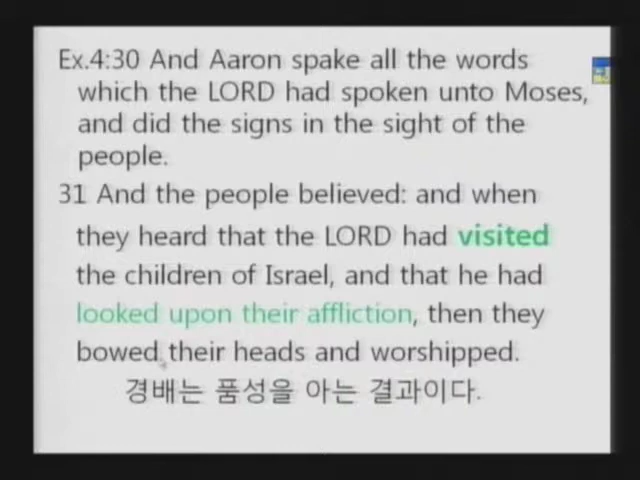 Ex.4:30 And Aaron spake all the words
which the LORD had spoken unto Moses,
and did the signs in the sight of the
people.
31 And the people believed: and when
they heard that the LORD had visited
the children of Israel, and that he had
looked upon their affliction, then they
bowed their heads and worshipped.
경배는 품성을 아는 결과이다.